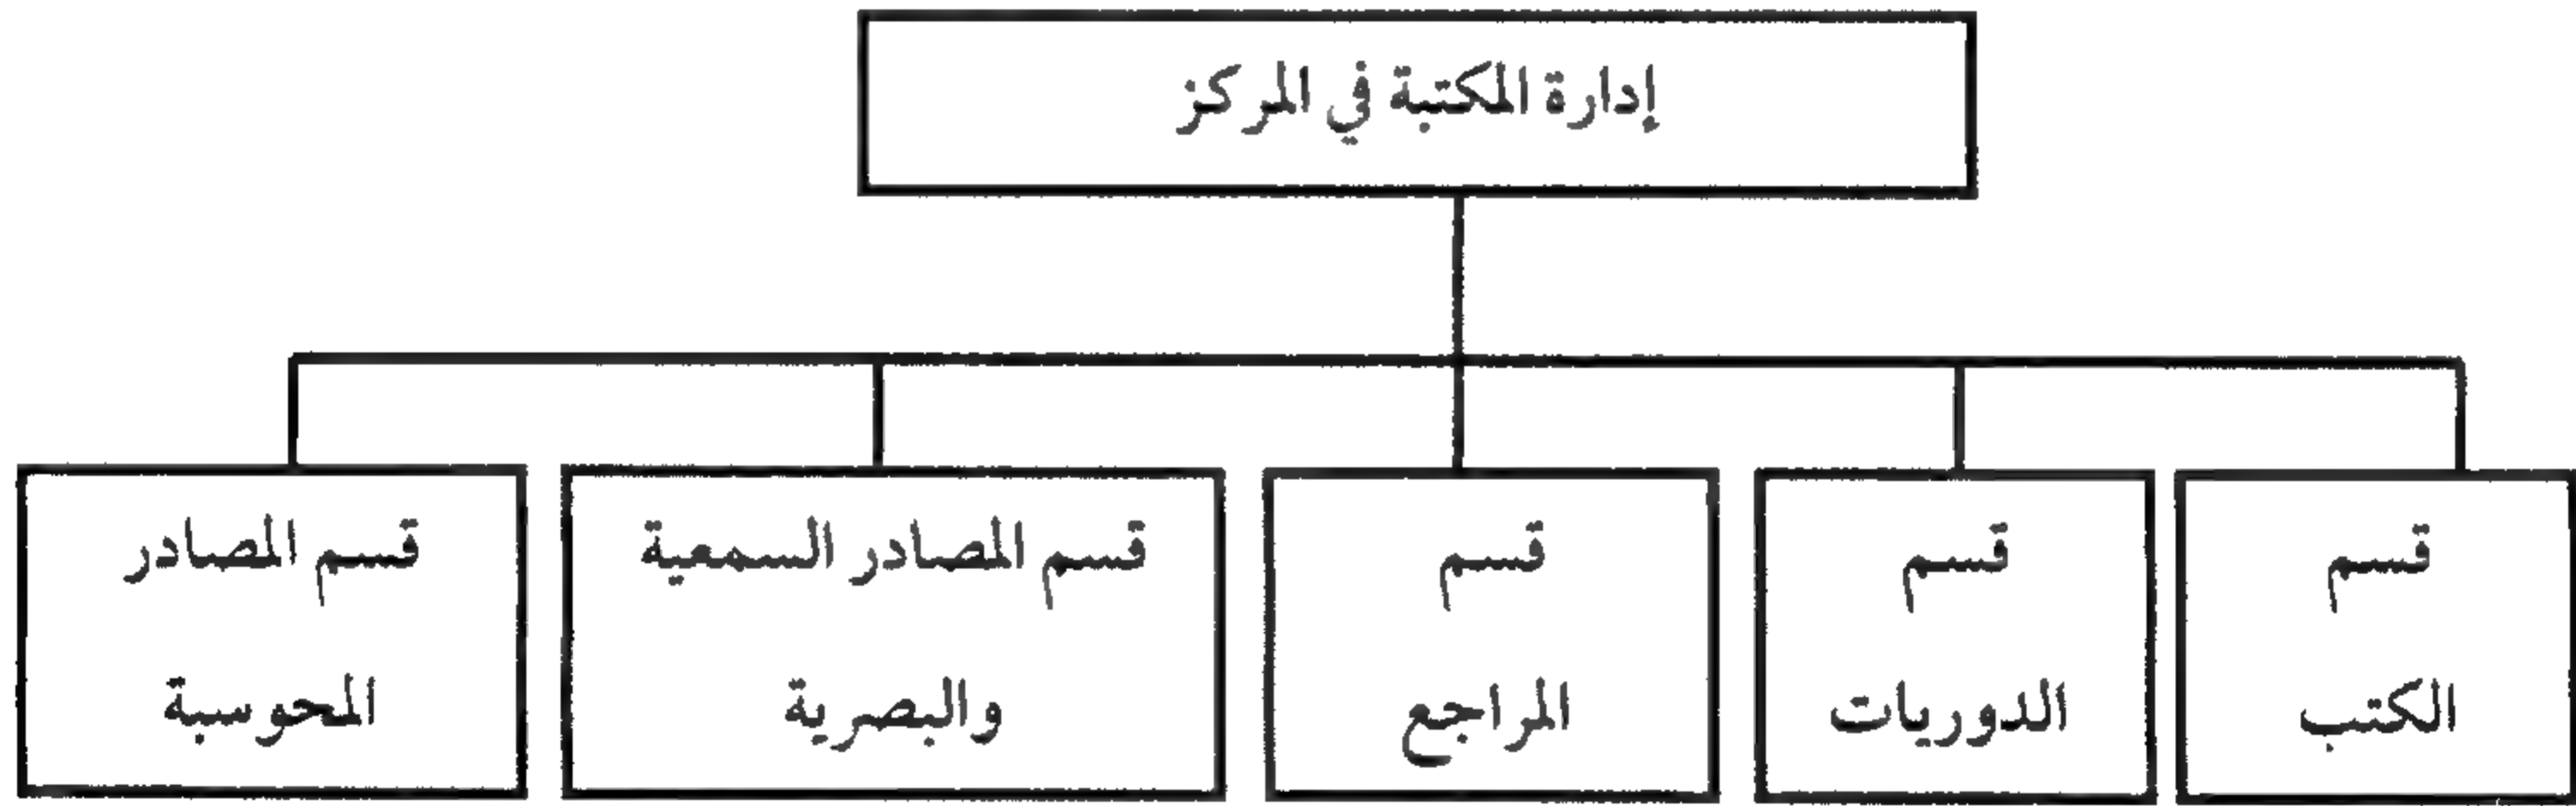 إدارة المكتبة في المركز
قسم
الكتب
قسم
الدوريات
قسم
المراجع
قسم المصادر السمعية
والبصرية
قسم المصادر
المحوسبة